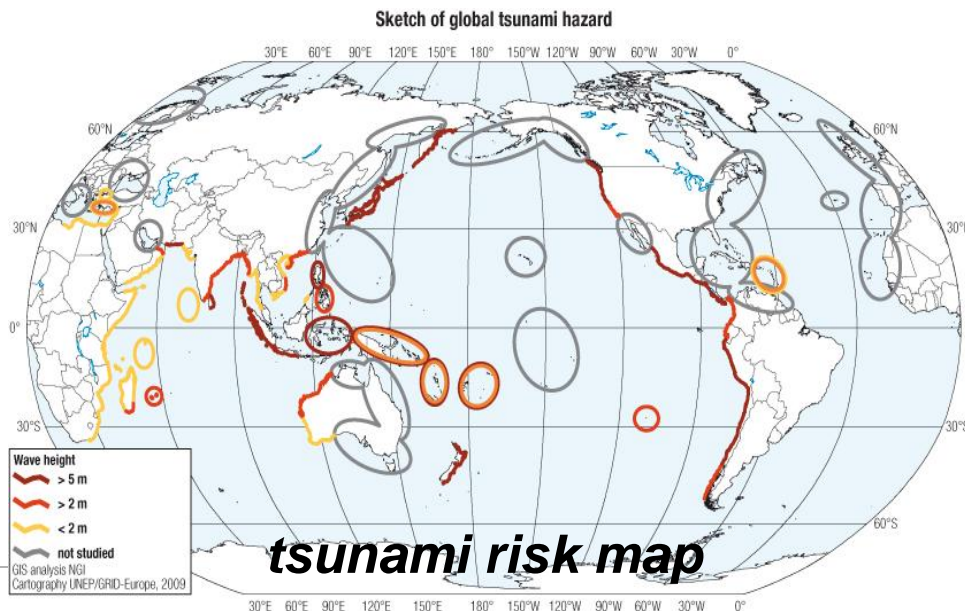 Sketch of global tsunami hazard
30°E 60°E 90°E 120°E 150°E 180° 150°W 120°W 90°W 60°W 30°W 0°
60°N 60°N
30°N 30°N
0° 0°
30°S 30°S
60°S
Wave height
> 5 m
> 2 m
< 2 m
not studied
GIS analysis NGI
Cartography UNEP/GRID-Europe, 2009
tsunami risk map
30°E 60°E 90°E 120°E 150°E 180° 150°W 120°W 90°W 60°W 30°W 0°